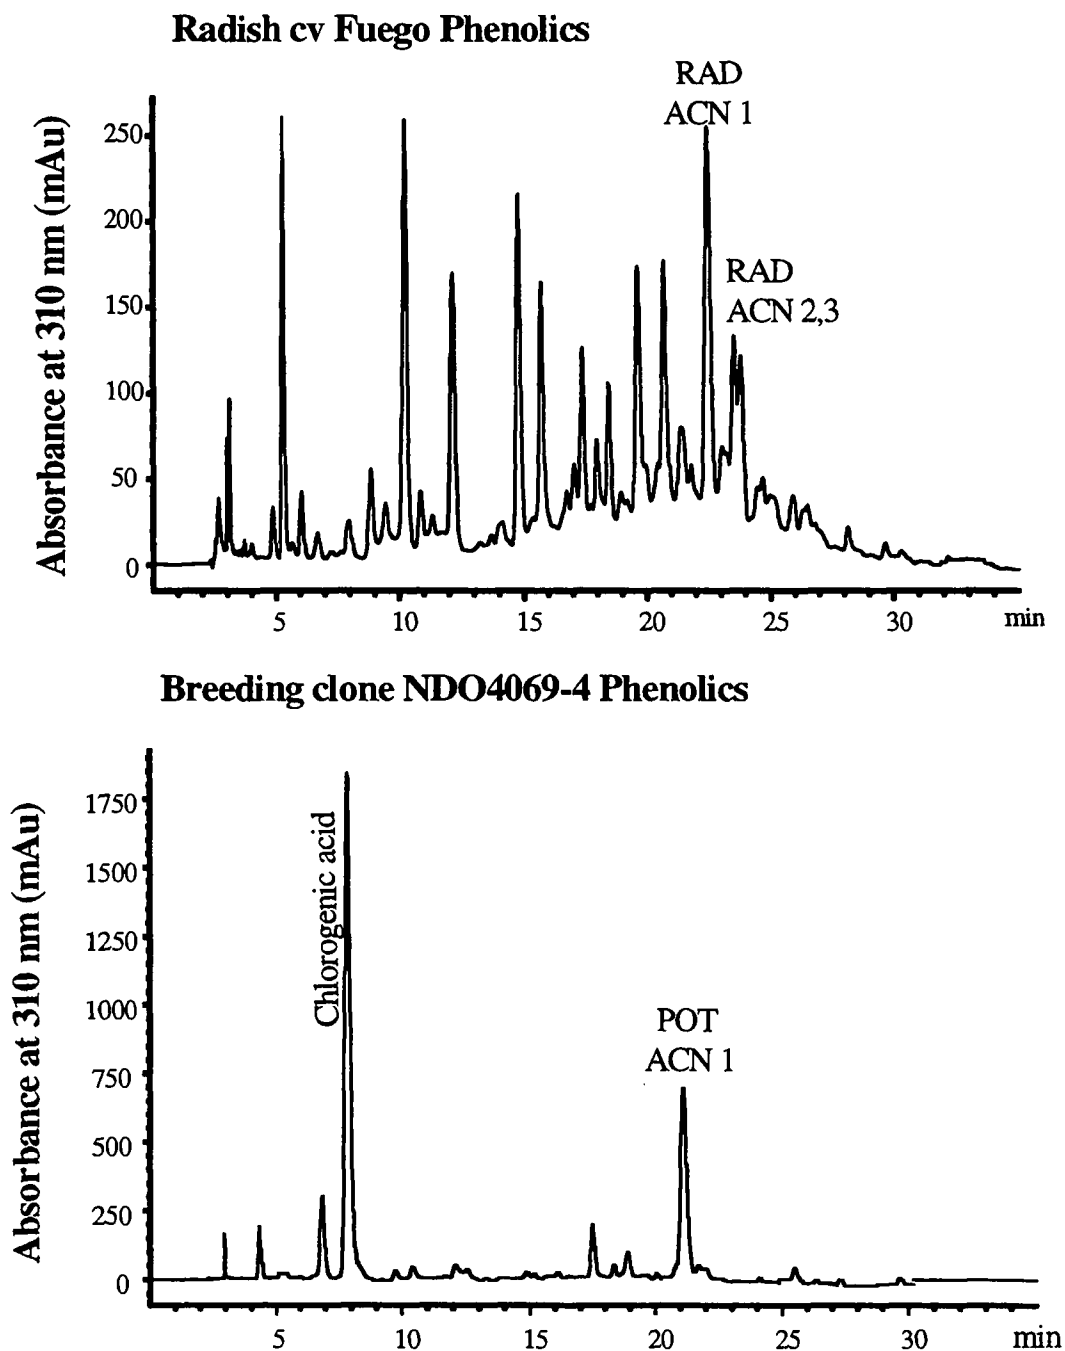 Radish cv Fuego Phenolics
RAD
ACN 1
RAD
ACN 2,3
Absorbance at 310 nm (mAu)
250
200
150
100
50
0
5 10 15 20 25 30 min
Breeding clone NDO4069-4 Phenolics
Chlorogenic acid
POT
ACN 1
Absorbance at 310 nm (mAu)
1750
1500
1250
1000
750
500
250
0
5 10 15 20 25 30 min